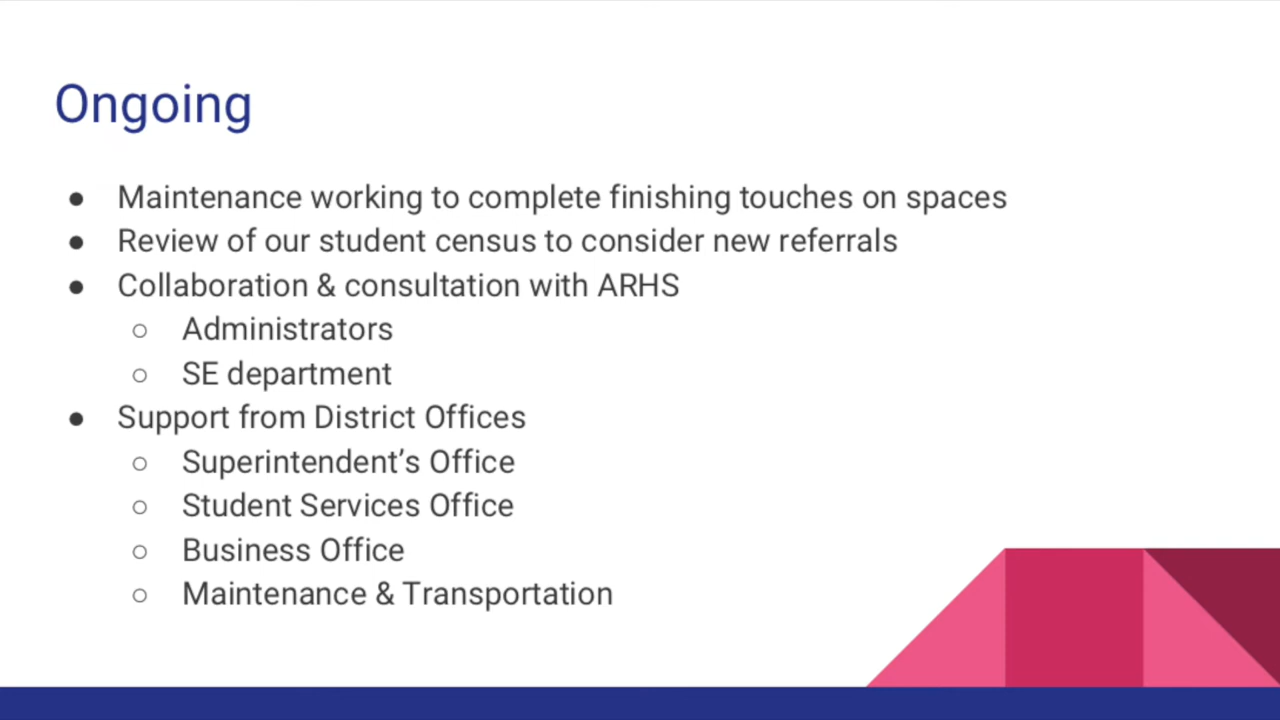 Ongoing
● Maintenance working to complete finishing touches on spaces
● Review of our student census to consider new referrals
● Collaboration & consultation with ARHS
○ Administrators
○ SE department
● Support from District Offices
○ Superintendent’s Office
○ Student Services Office
○ Business Office
○ Maintenance & Transportation